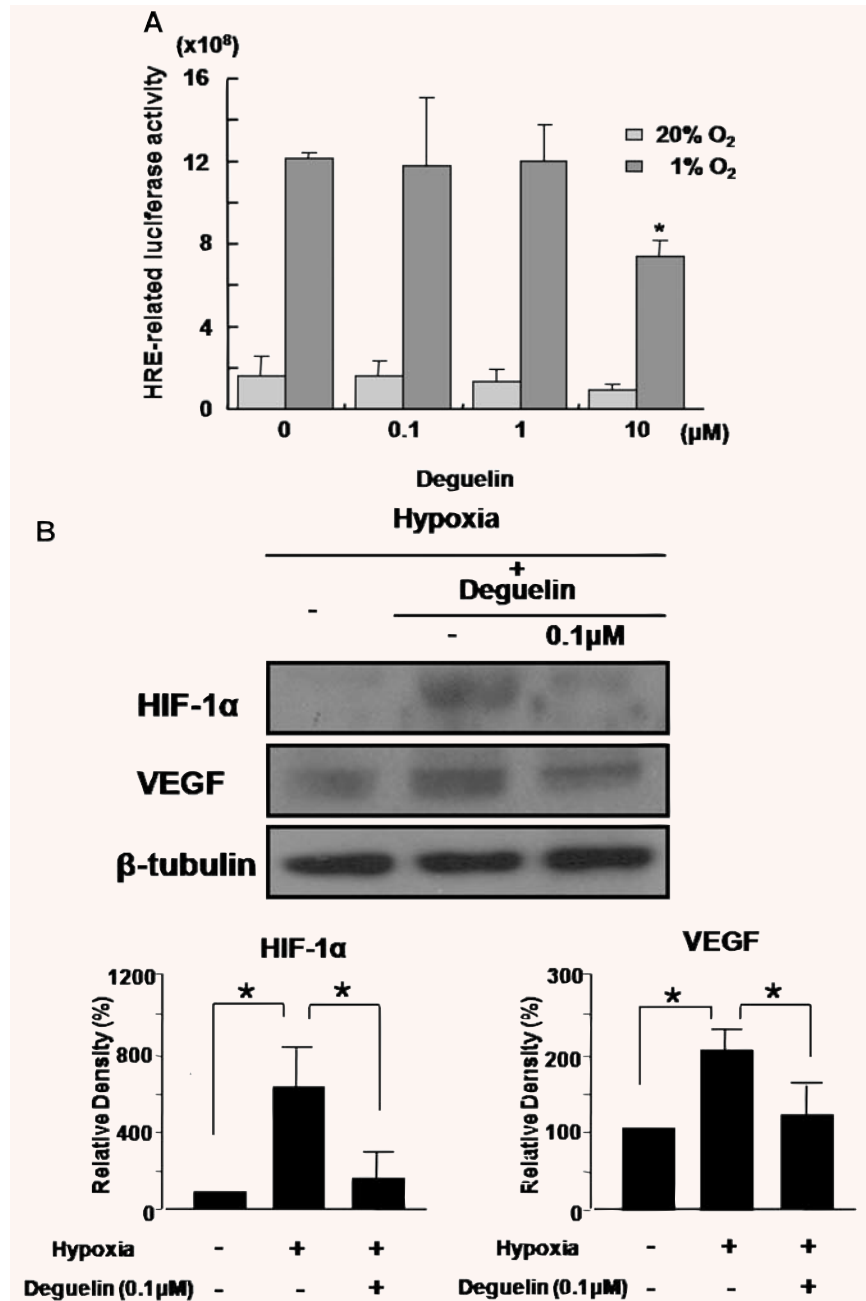 A
(x10⁸)
HRE-related luciferase activity
16
12
8
4
0
20% O₂
1% O₂
*
0 0.1 1 10 (µM)
Deguelin
B
Hypoxia
- +
Deguelin
- 0.1µM
HIF-1α
VEGF
β-tubulin
HIF-1α
Relative Density (%)
1200
800
400
0
* *
Hypoxia - + +
Deguelin (0.1µM) - - +
VEGF
Relative Density (%)
300
200
100
0
* *
Hypoxia - + +
Deguelin (0.1µM) - - +